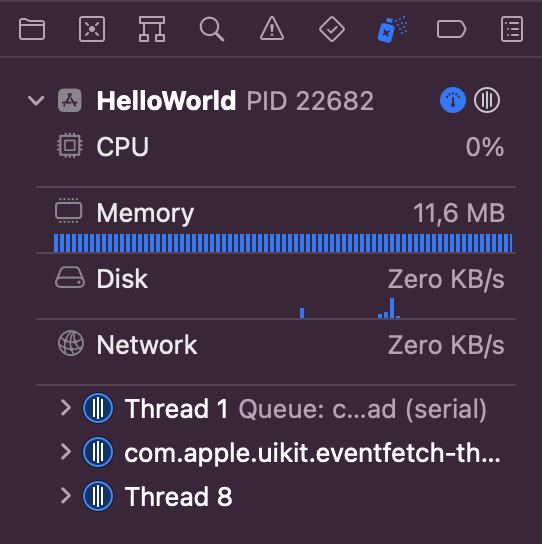 HelloWorld PID 22682
CPU 0%
Memory 11,6 MB
Disk Zero KB/s
Network Zero KB/s
Thread 1 Queue: c...ad (serial)
com.apple.uikit.eventfetch-th...
Thread 8